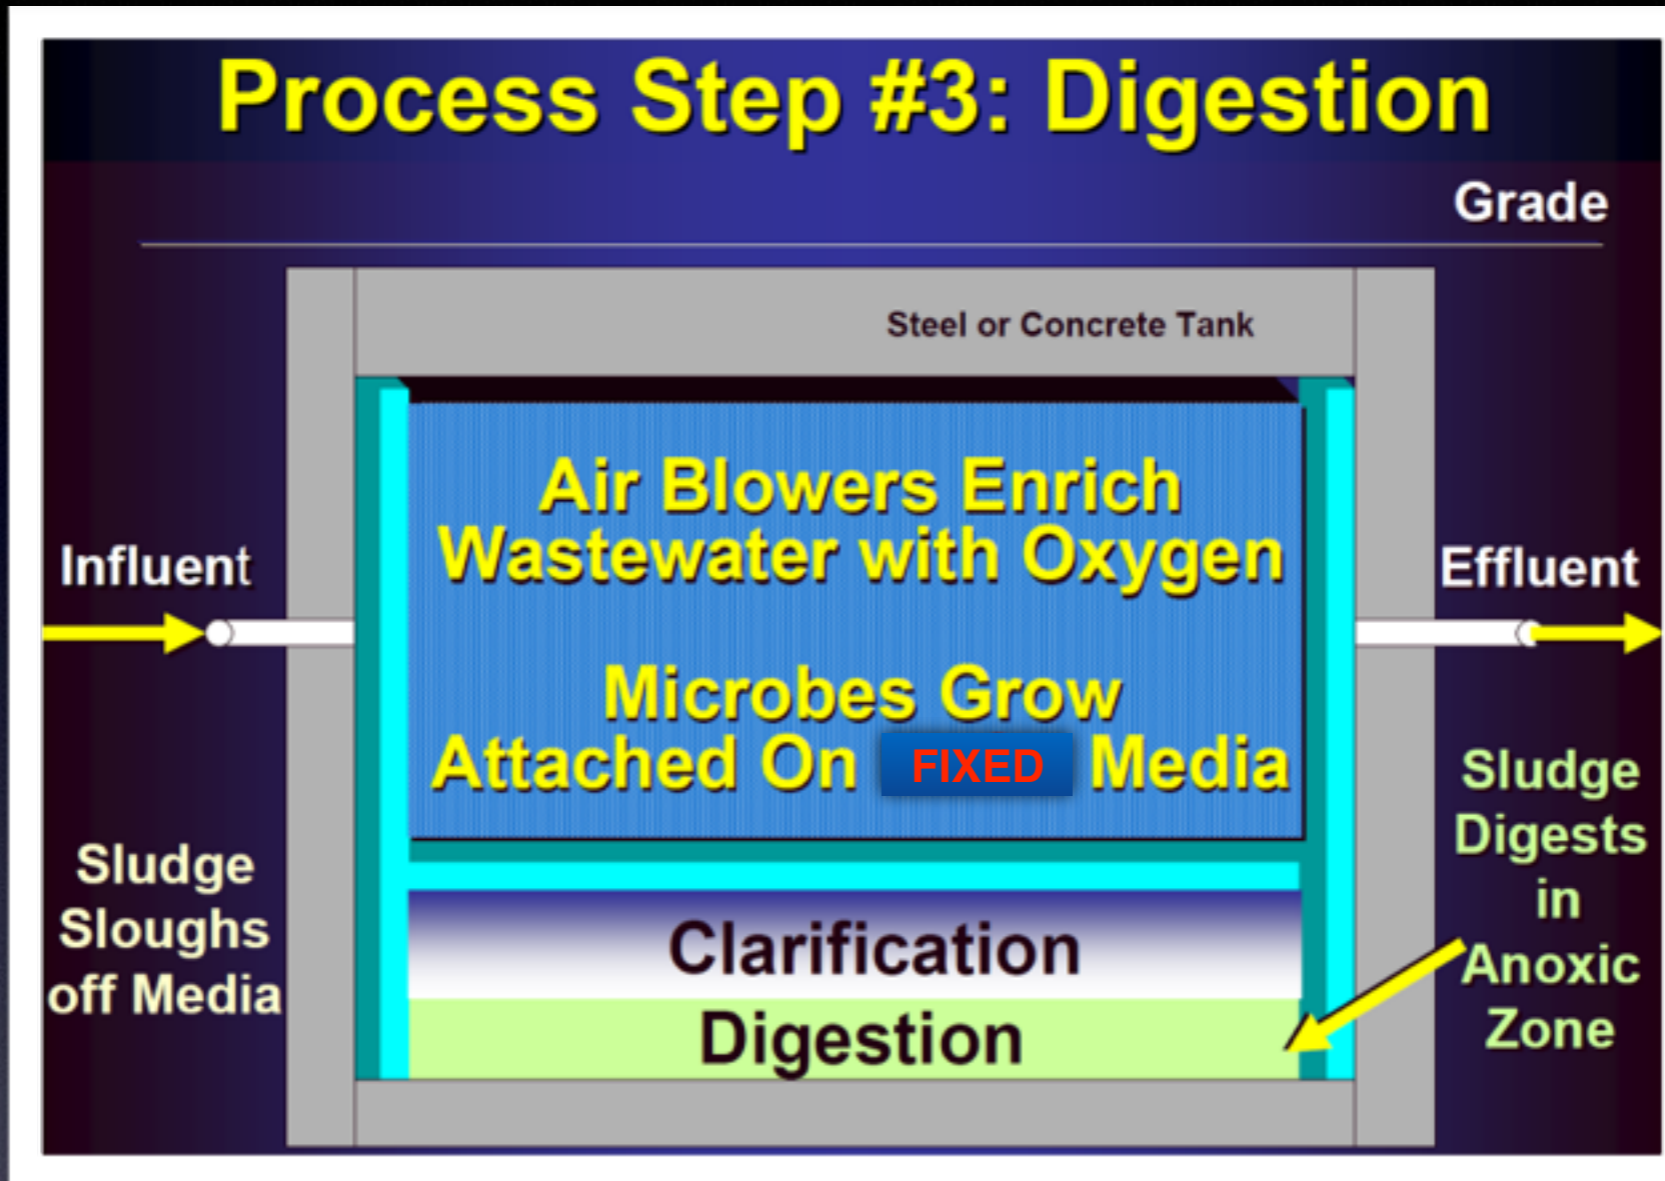 Process Step #3: Digestion
Grade
Steel or Concrete Tank
Air Blowers Enrich
Wastewater with Oxygen
Influent
Effluent
Microbes Grow
Attached On FIXED Media
Sludge
Sloughs
off Media
Sludge
Digests
in
Anoxic
Zone
Clarification
Digestion